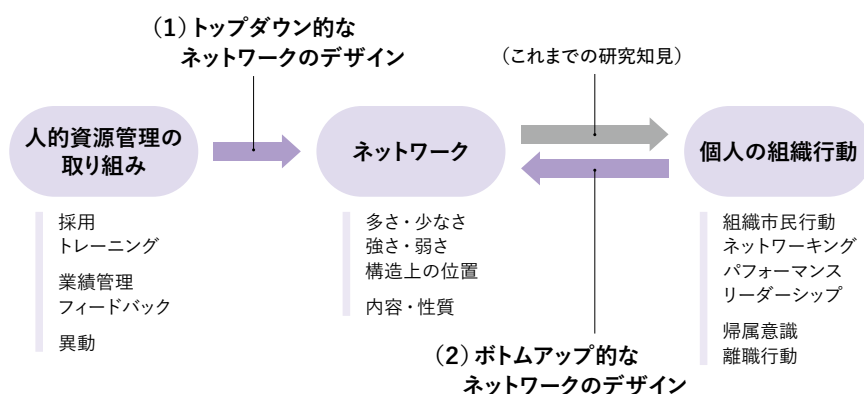 (1)トップダウン的な
ネットワークのデザイン
(これまでの研究知見)
人的資源管理の
取り組み
ネットワーク
個人の組織行動
採用
トレーニング
業績管理
フィードバック
異動
多さ・少なさ
強さ・弱さ
構造上の位置
内容・性質
組織市民行動
ネットワーキング
パフォーマンス
リーダーシップ
帰属意識
離職行動
(2)ボトムアップ的な
ネットワークのデザイン